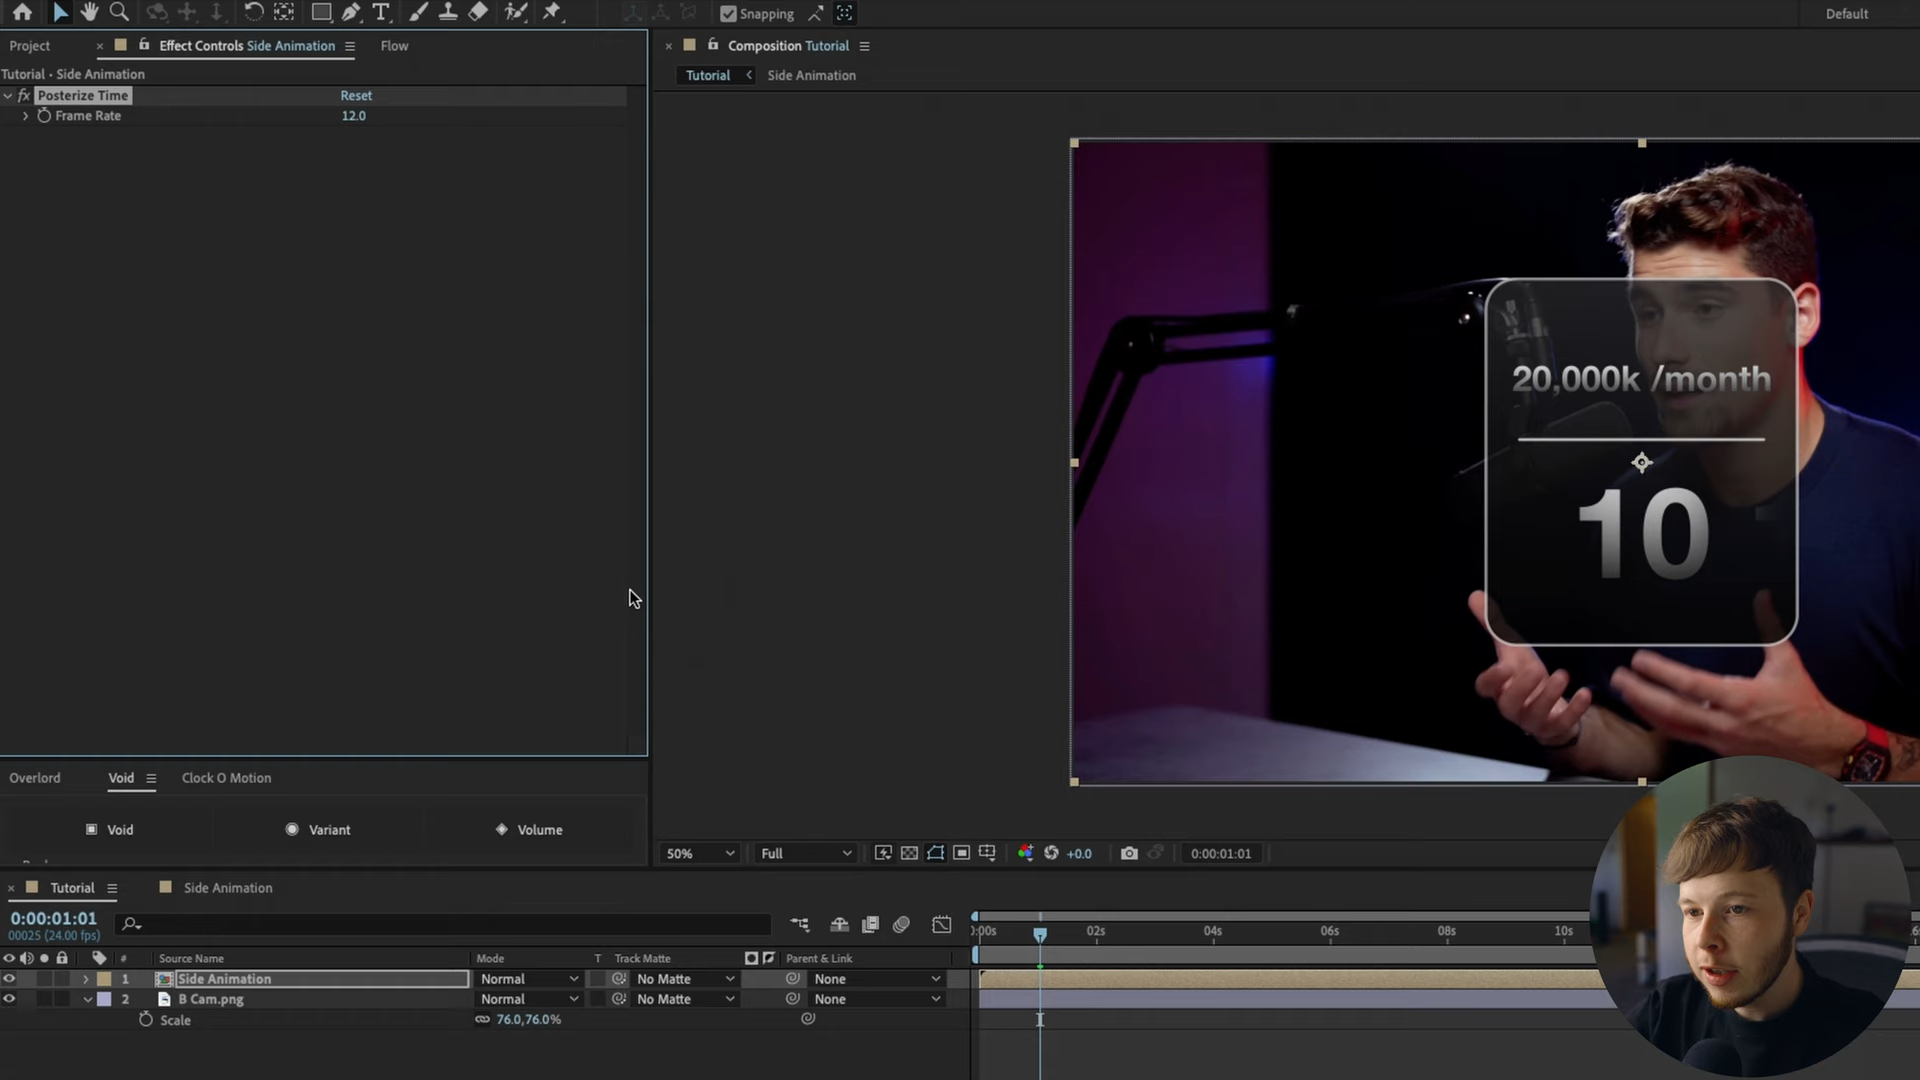 Snapping
Default
Project
Effect Controls Side Animation
Flow
Composition Tutorial
Tutorial • Side Animation
Tutorial
Side Animation
fx Posterize Time
Reset
Frame Rate
12.0
20,000k /month
10
Overlord
Void
Clock O Motion
Void
Variant
Volume
50%
Full
+0.0
0:00:01:01
Tutorial
Side Animation
0:00:01:01
00025 (24.00 fps)
02s
04s
06s
08s
10s
#
Source Name
Mode
T
Track Matte
Parent & Link
1
Side Animation
Normal
No Matte
None
2
B Cam.png
Normal
No Matte
None
Scale
76.0,76.0%